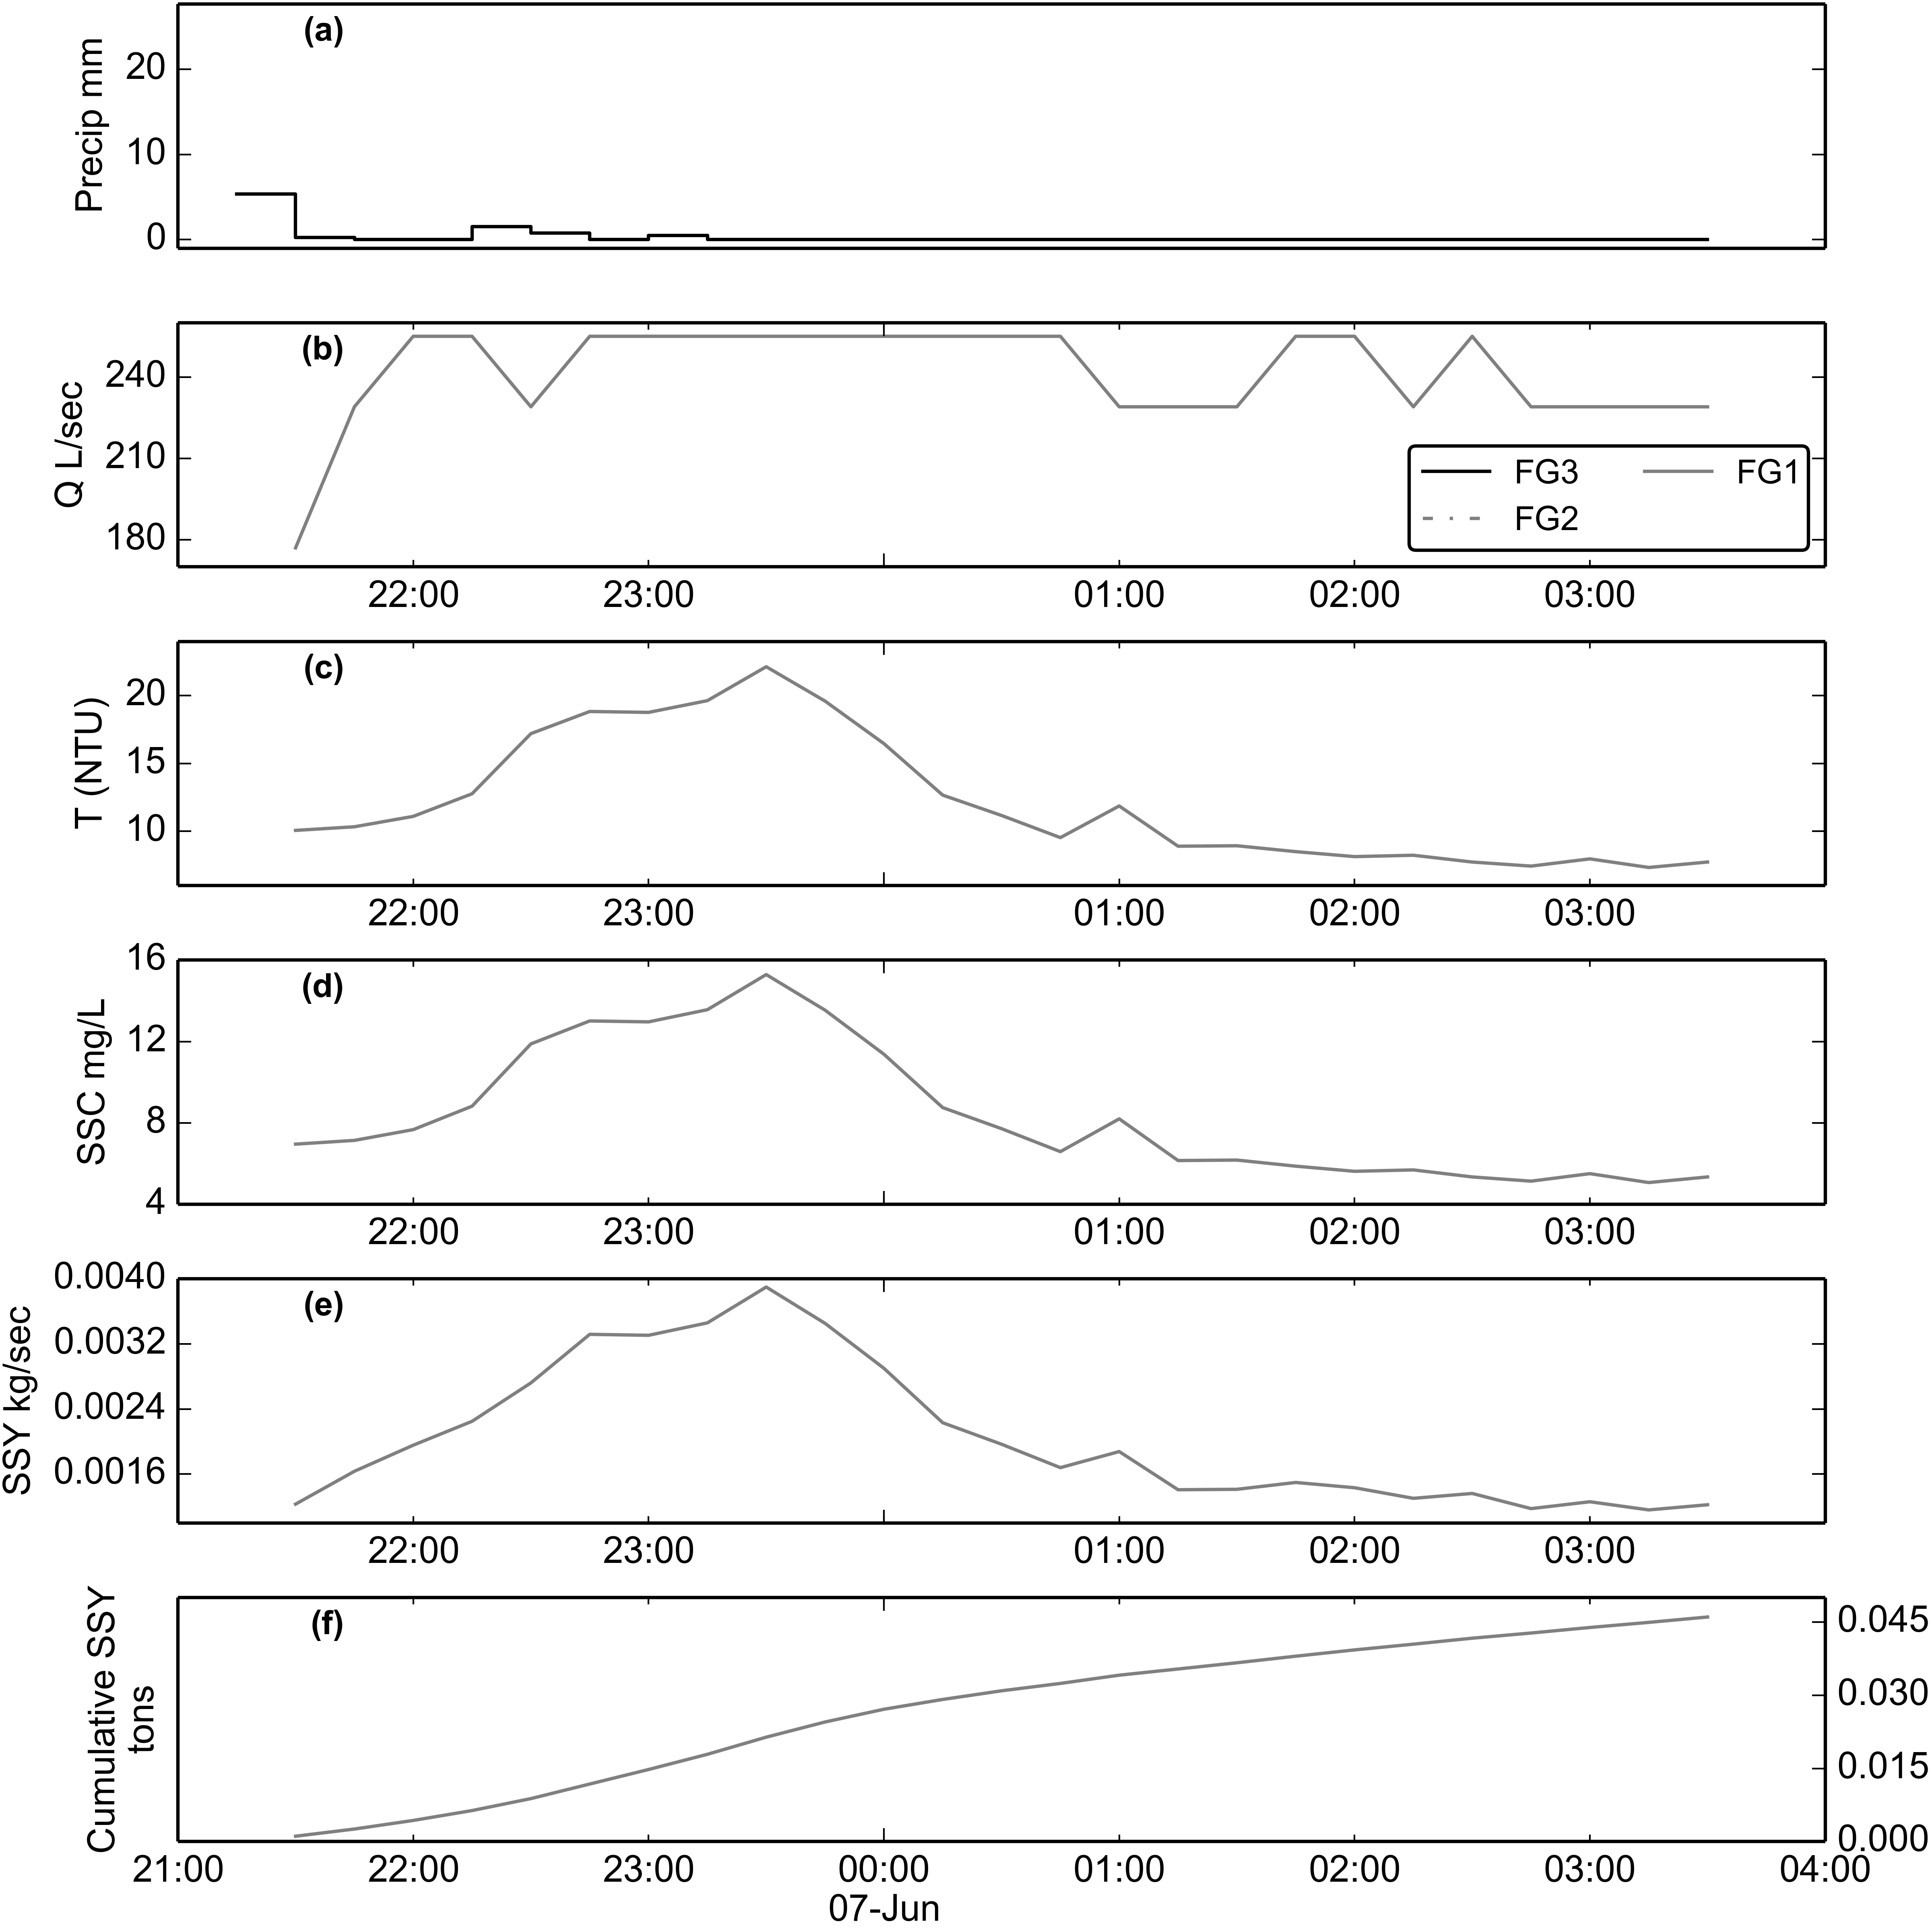 (a)
Precip mm
20
10
0
(b)
Q L/sec
240
210
180
FG3
FG1
FG2
22:00 23:00 01:00 02:00 03:00
(c)
T (NTU)
20
15
10
22:00 23:00 01:00 02:00 03:00
(d)
SSC mg/L
16
12
8
4
22:00 23:00 01:00 02:00 03:00
(e)
SSY kg/sec
0.0040
0.0032
0.0024
0.0016
22:00 23:00 01:00 02:00 03:00
(f)
Cumulative SSY
tons
0.045
0.030
0.015
0.000
21:00 22:00 23:00 00:00 01:00 02:00 03:00 04:00
07-Jun